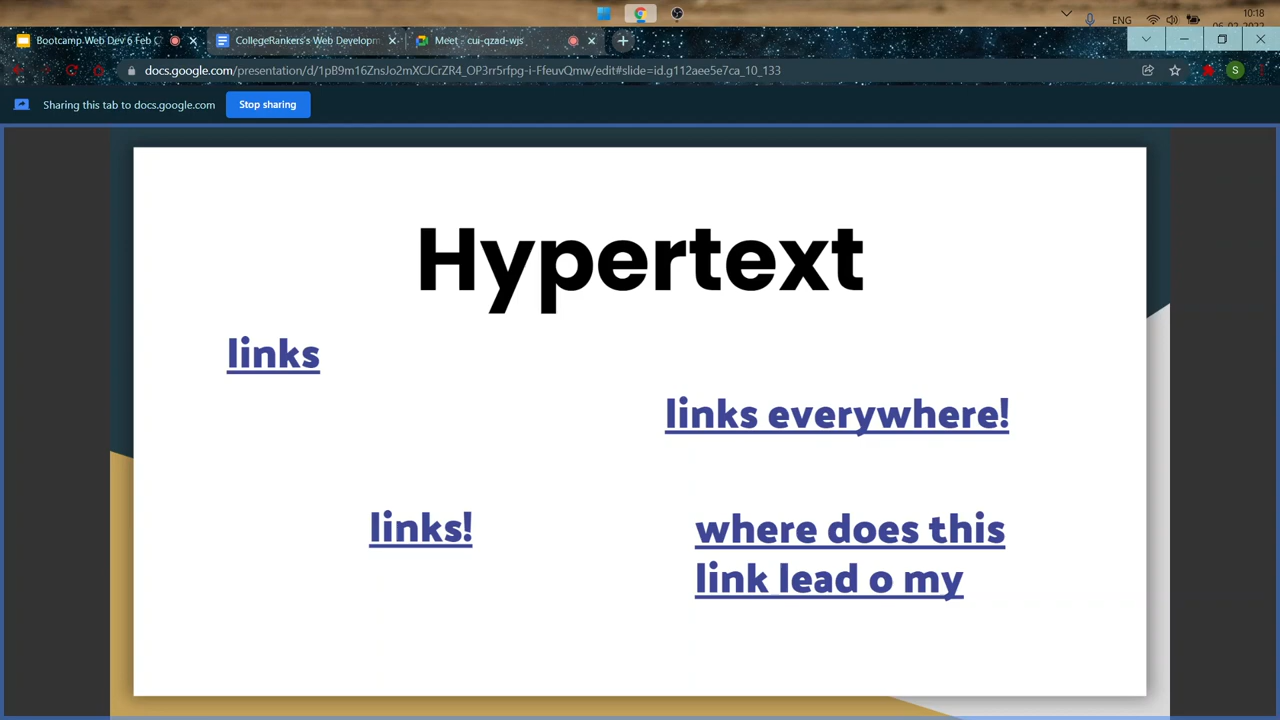 10:18
ENG
Bootcamp Web Dev 6 Feb C
CollegeRankers's Web Developm
Meet - cui-qzad-wjs
docs.google.com/presentation/d/1pB9m16ZnsJo2mXCJCrZR4_OP3rr5rfpg-i-FfeuvQmw/edit#slide=id.g112aee5e7ca_10_133
S
Sharing this tab to docs.google.com
Stop sharing
Hypertext
links
links everywhere!
links!
where does this
link lead o my